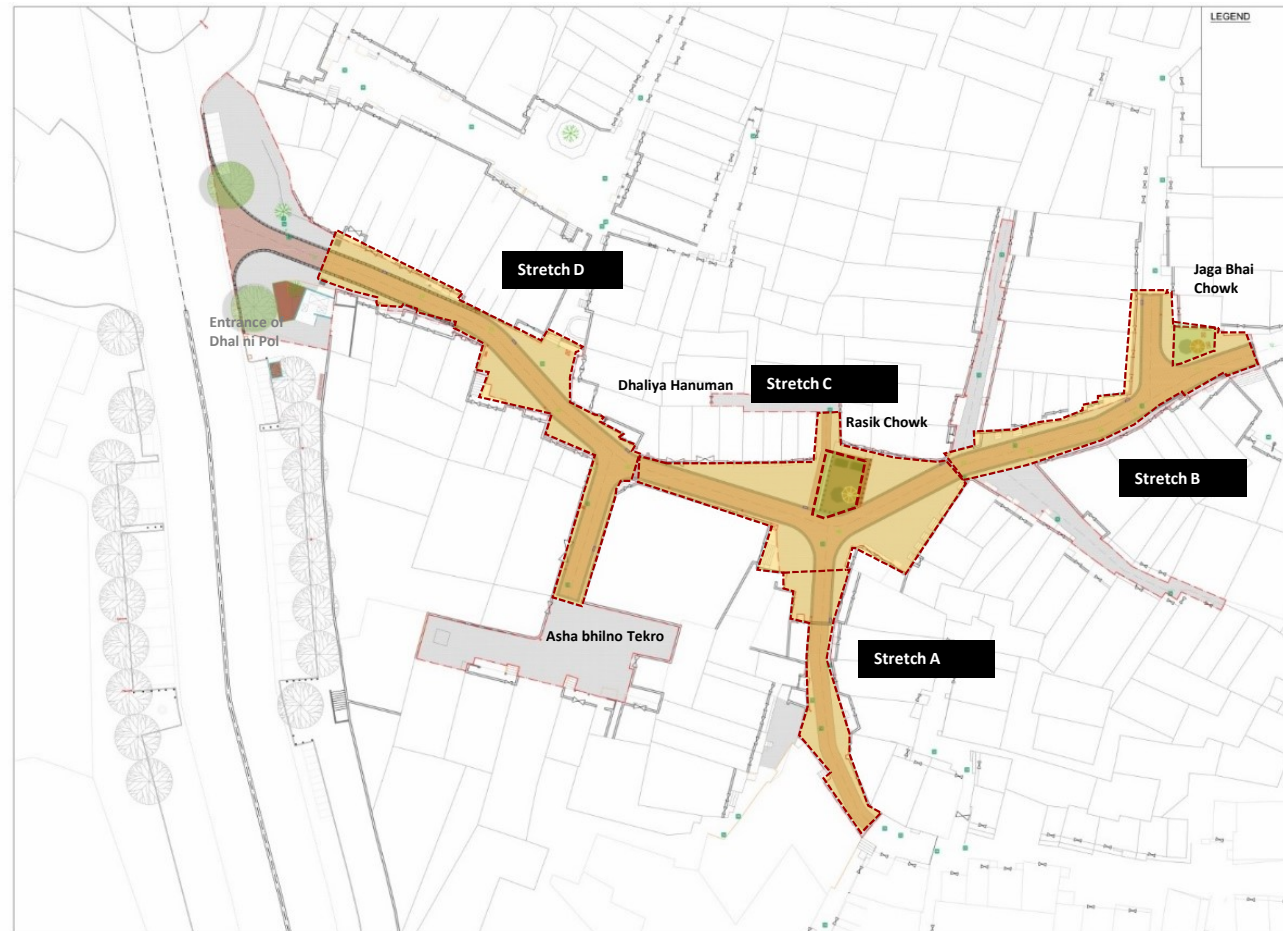 LEGEND
Stretch D
Jaga Bhai
Chowk
Entrance of
Dhal ni Pol
Dhaliya Hanuman
Stretch C
Rasik Chowk
Stretch B
Asha bhilno Tekro
Stretch A